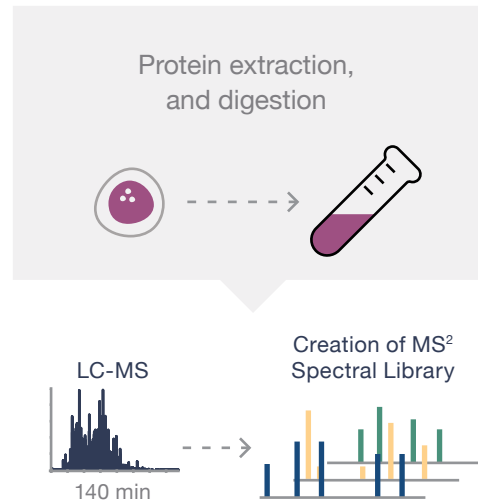 Protein extraction,
and digestion
LC-MS
140 min
Creation of MS²
Spectral Library